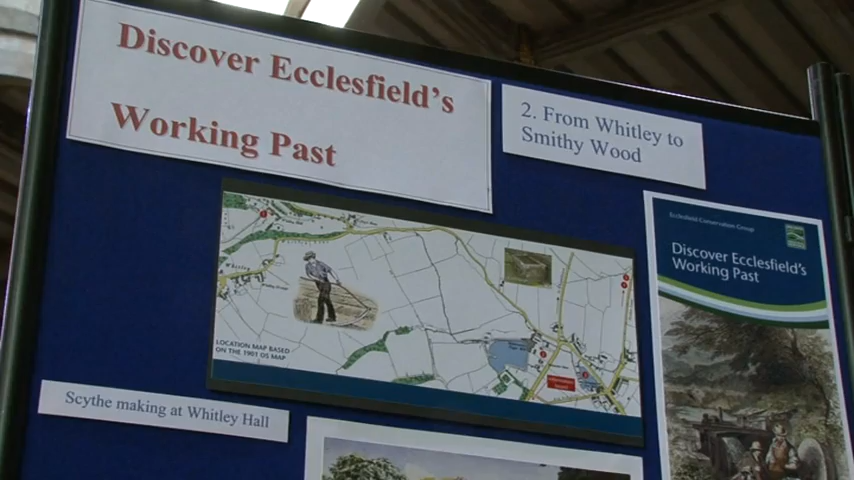 Discover Ecclesfield's
Working Past
2. From Whitley to
Smithy Wood
Ecclesfield Conservation Group
Discover Ecclesfield's
Working Past
Whitley
LOCATION MAP BASED
ON THE 1901 OS MAP
Scythe making at Whitley Hall